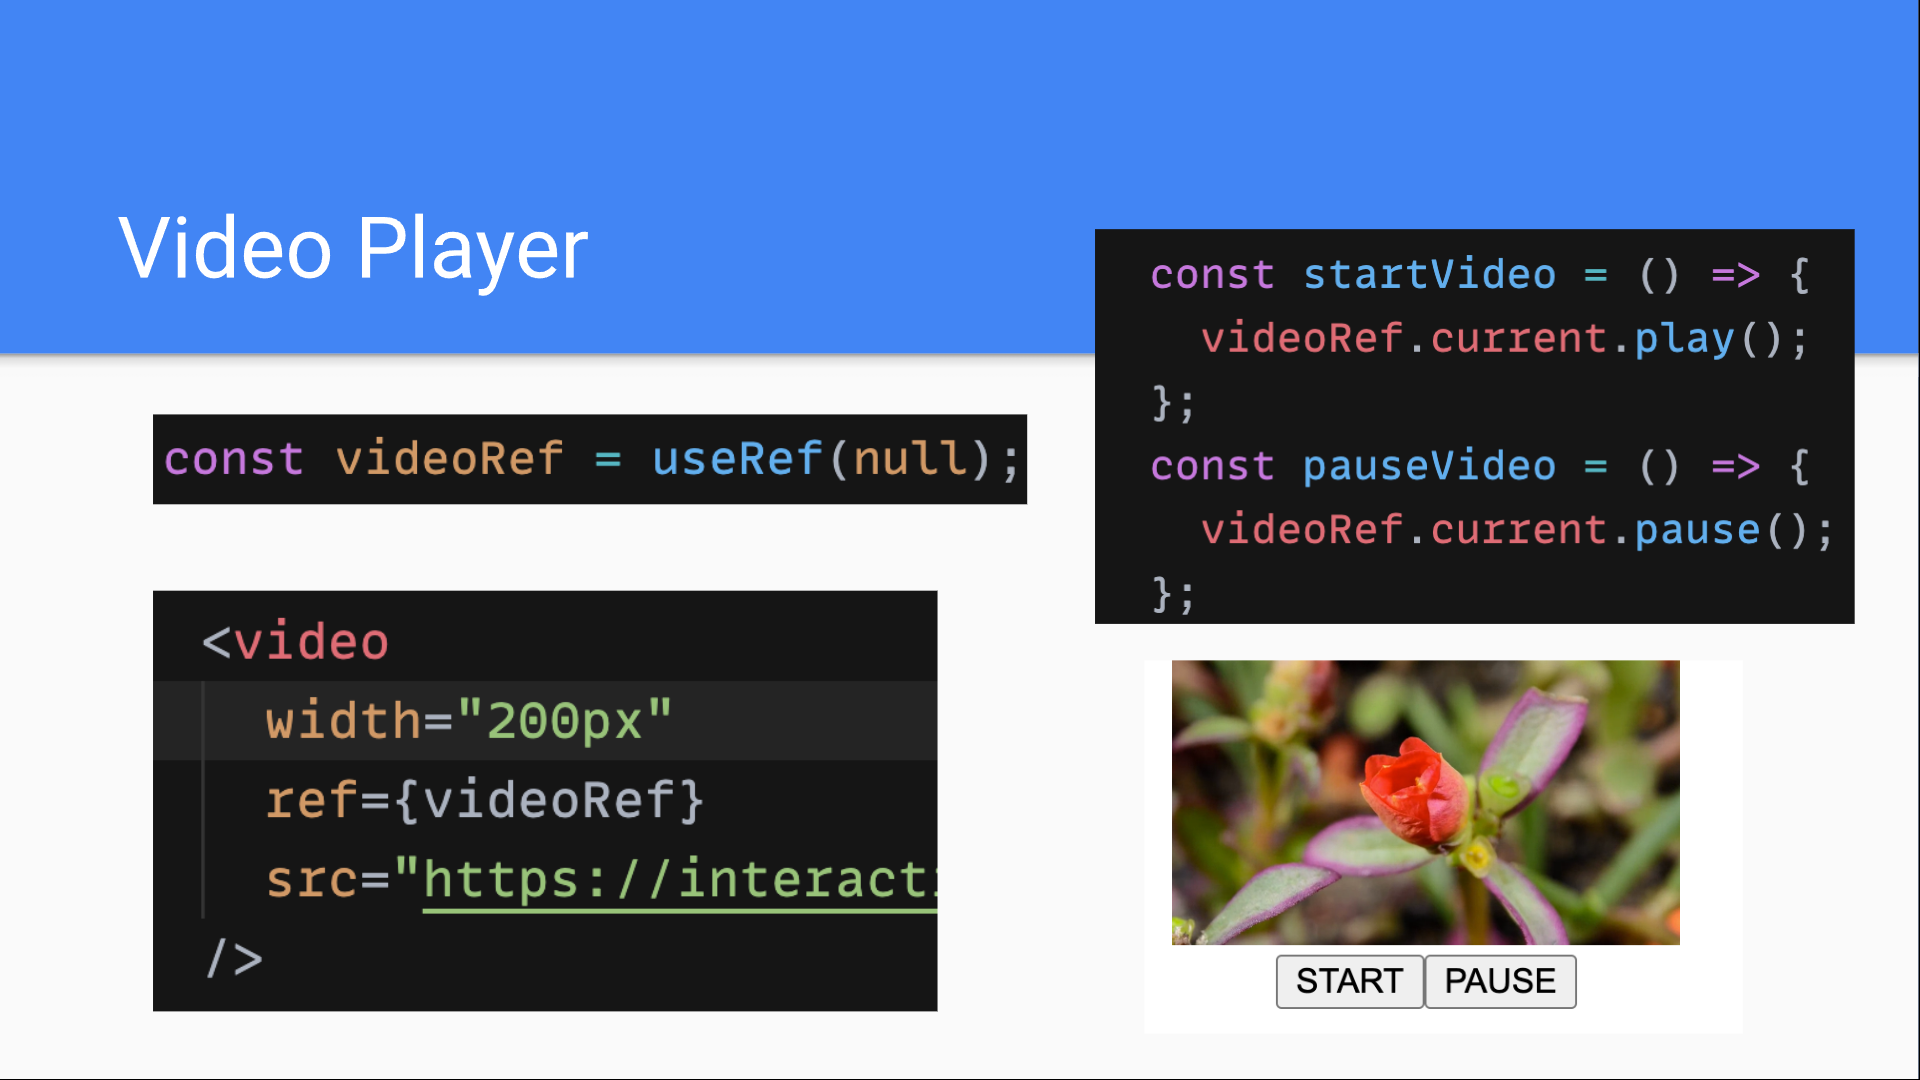 Video Player
const videoRef = useRef(null);
<video
width="200px"
ref={videoRef}
src="https://interacti
/>
const startVideo = () => {
videoRef.current.play();
};
const pauseVideo = () => {
videoRef.current.pause();
};
START PAUSE